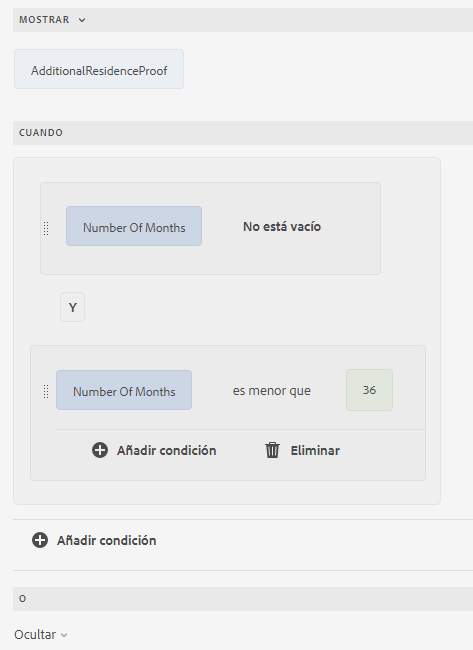 MOSTRAR
AdditionalResidenceProof
CUANDO
Number Of Months No está vacío
Y
Number Of Months es menor que 36
Añadir condición Eliminar
Añadir condición
O
Ocultar